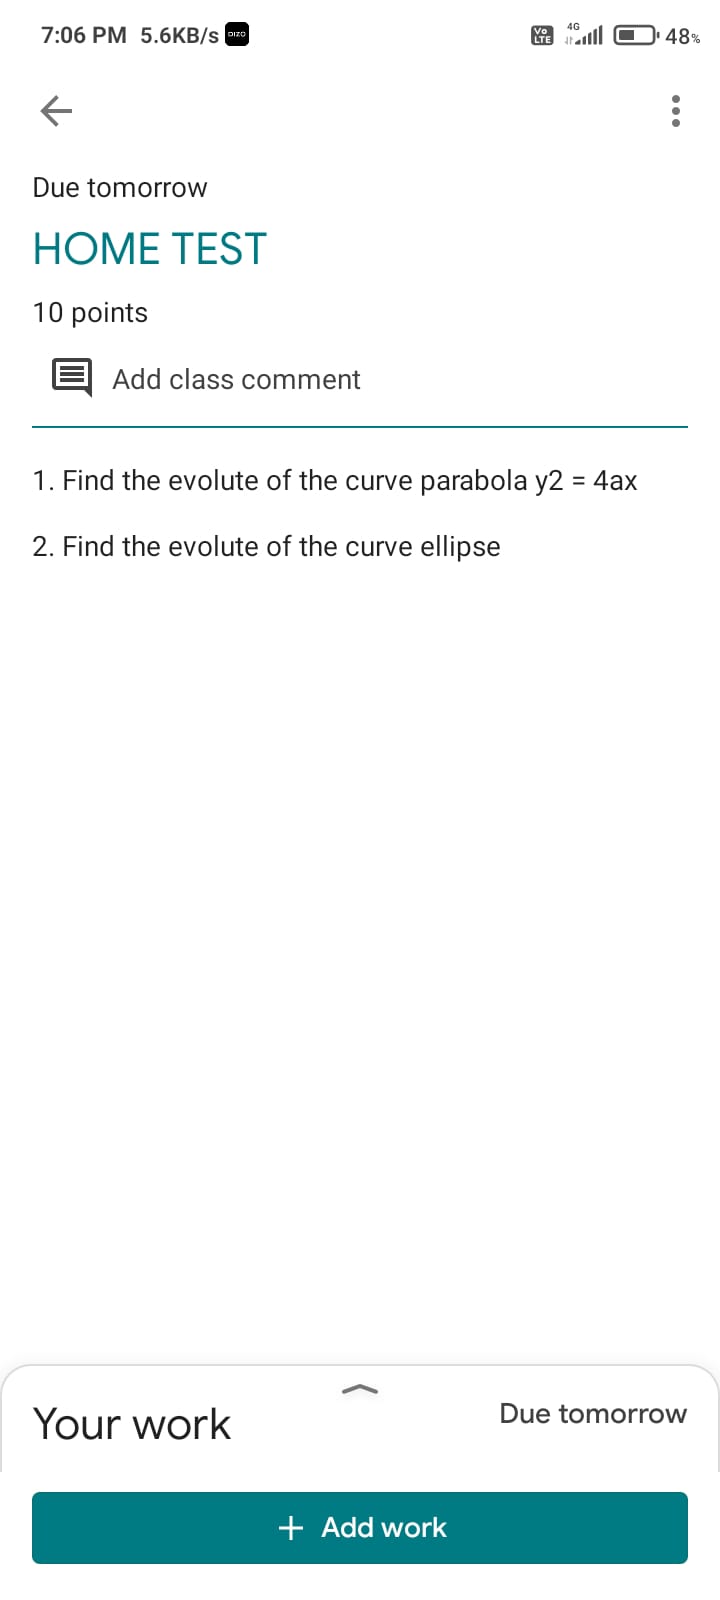 7:06 PM 5.6KB/s DIZO Vo LTE 4G 48%
Due tomorrow
HOME TEST
10 points
Add class comment
1. Find the evolute of the curve parabola y2 = 4ax
2. Find the evolute of the curve ellipse
Your work Due tomorrow
+ Add work